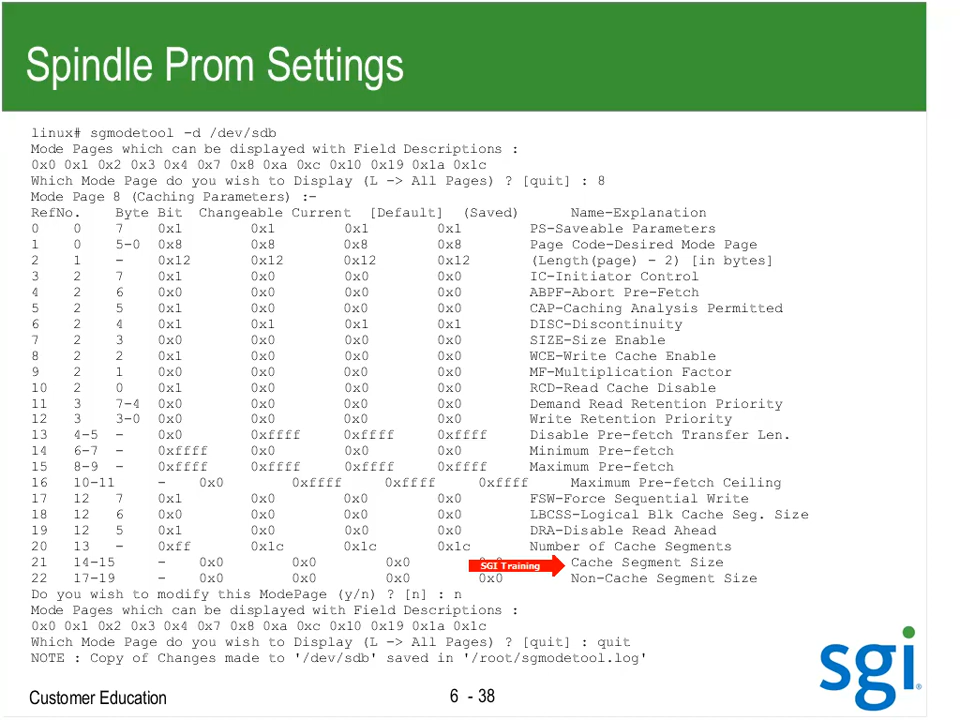 Spindle Prom Settings
linux# sgmodetool -d /dev/sdb
Mode Pages which can be displayed with Field Descriptions :
0x0 0x1 0x2 0x3 0x4 0x7 0x8 0xa 0xc 0x10 0x19 0x1a 0x1c
Which Mode Page do you wish to Display (L -> All Pages) ? [quit] : 8
Mode Page 8 (Caching Parameters) :-
RefNo. Byte Bit Changeable Current [Default] (Saved) Name-Explanation
0 0 7 0x1 0x1 0x1 0x1 PS-Saveable Parameters
1 0 5-0 0x8 0x8 0x8 0x8 Page Code-Desired Mode Page
2 1 - 0x12 0x12 0x12 0x12 (Length(page) - 2) [in bytes]
3 2 7 0x1 0x0 0x0 0x0 IC-Initiator Control
4 2 6 0x0 0x0 0x0 0x0 ABPF-Abort Pre-Fetch
5 2 5 0x1 0x0 0x0 0x0 CAP-Caching Analysis Permitted
6 2 4 0x1 0x1 0x1 0x1 DISC-Discontinuity
7 2 3 0x0 0x0 0x0 0x0 SIZE-Size Enable
8 2 2 0x1 0x0 0x0 0x0 WCE-Write Cache Enable
9 2 1 0x0 0x0 0x0 0x0 MF-Multiplication Factor
10 2 0 0x1 0x0 0x0 0x0 RCD-Read Cache Disable
11 3 7-4 0x0 0x0 0x0 0x0 Demand Read Retention Priority
12 3 3-0 0x0 0x0 0x0 0x0 Write Retention Priority
13 4-5 - 0x0 0xffff 0xffff 0xffff Disable Pre-fetch Transfer Len.
14 6-7 - 0xffff 0x0 0x0 0x0 Minimum Pre-fetch
15 8-9 - 0xffff 0xffff 0xffff 0xffff Maximum Pre-fetch
16 10-11 - 0x0 0xffff 0xffff 0xffff Maximum Pre-fetch Ceiling
17 12 7 0x1 0x0 0x0 0x0 FSW-Force Sequential Write
18 12 6 0x0 0x0 0x0 0x0 LBCSS-Logical Blk Cache Seg. Size
19 12 5 0x1 0x0 0x0 0x0 DRA-Disable Read Ahead
20 13 - 0xff 0x1c 0x1c 0x1c Number of Cache Segments
21 14-15 - 0x0 0x0 0x0 SGI Training Cache Segment Size
22 17-19 - 0x0 0x0 0x0 0x0 Non-Cache Segment Size
Do you wish to modify this ModePage (y/n) ? [n] : n
Mode Pages which can be displayed with Field Descriptions :
0x0 0x1 0x2 0x3 0x4 0x7 0x8 0xa 0xc 0x10 0x19 0x1a 0x1c
Which Mode Page do you wish to Display (L -> All Pages) ? [quit] : quit
NOTE : Copy of Changes made to '/dev/sdb' saved in '/root/sgmodetool.log'
sgi®
Customer Education 6 - 38